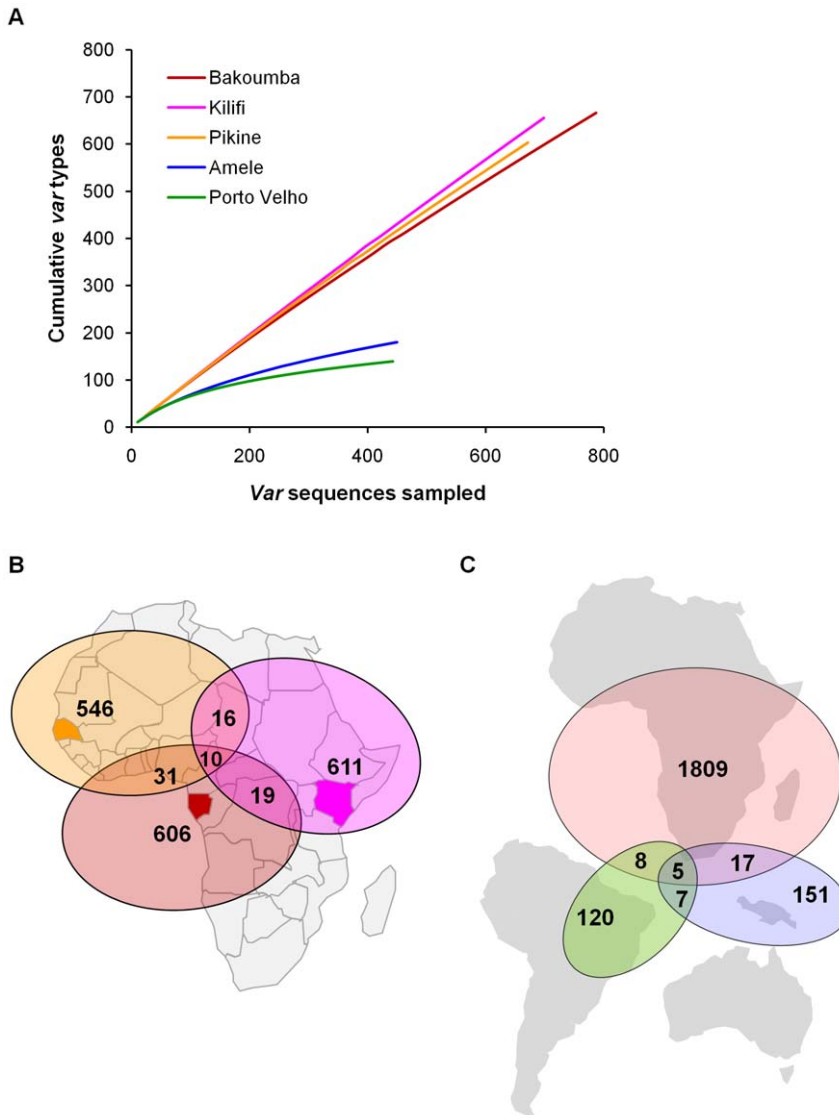 A
800
700
600
500
400
300
200
100
0
Cumulative var types
Bakoumba
Kilifi
Pikine
Amele
Porto Velho
0 200 400 600 800
Var sequences sampled
B
546
16
10
611
31
19
606
C
1809
8
5
17
7
151
120